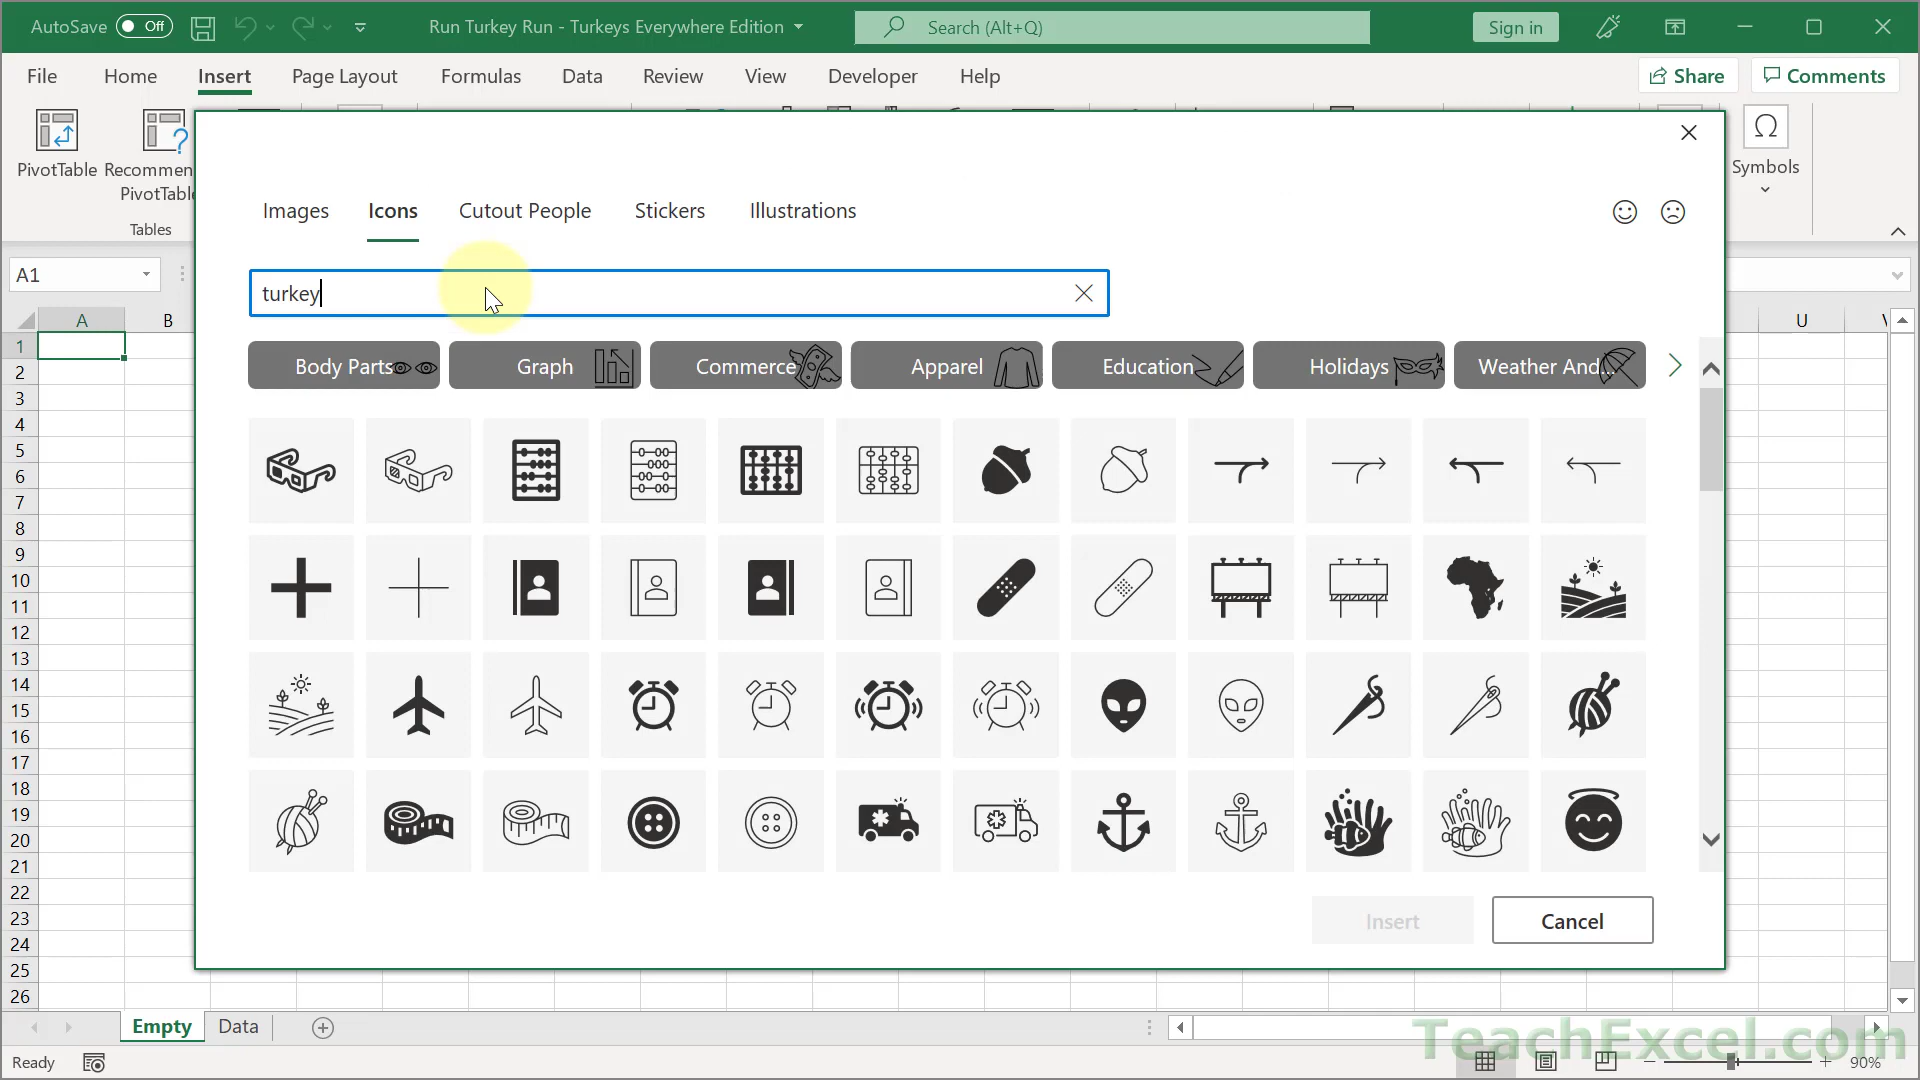 AutoSave Off Run Turkey Run - Turkeys Everywhere Edition Search (Alt+Q) Sign in
File Home Insert Page Layout Formulas Data Review View Developer Help Share Comments
PivotTable Recommen
PivotTable
Tables
Symbols
Images Icons Cutout People Stickers Illustrations
A1
turkey
A B U
Body Parts Graph Commerce Apparel Education Holidays Weather And...
1
2
3
4
5
6
7
8
9
10
11
12
13
14
15
16
17
18
19
20
21
22
23
24
25
26
Insert Cancel
Empty Data
TeachExcel.com
Ready 90%